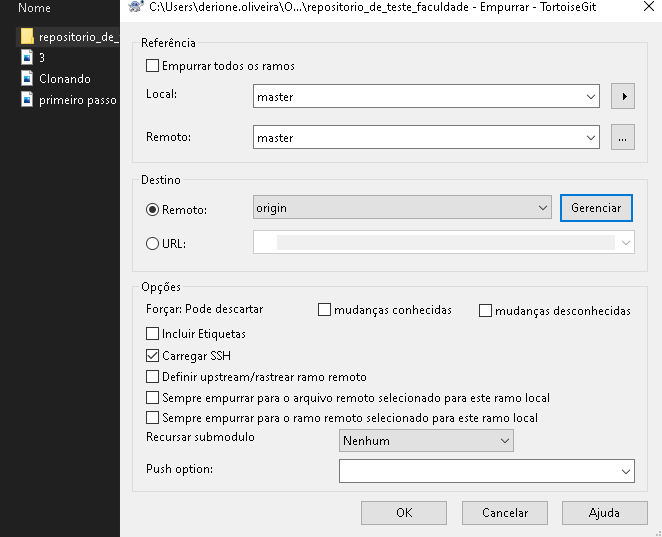 C:\Users\derione.oliveira\O...\repositorio_de_teste_faculdade - Empurrar - TortoiseGit
Nome
repositorio_de_
3
Clonando
primeiro passo
Referência
Empurrar todos os ramos
Local:
master
Remoto:
master
...
Destino
Remoto:
origin
Gerenciar
URL:
Opções
Forçar: Pode descartar
mudanças conhecidas
mudanças desconhecidas
Incluir Etiquetas
Carregar SSH
Definir upstream/rastrear ramo remoto
Sempre empurrar para o arquivo remoto selecionado para este ramo local
Sempre empurrar para o ramo remoto selecionado para este ramo local
Recursar submodulo
Nenhum
Push option:
OK
Cancelar
Ajuda